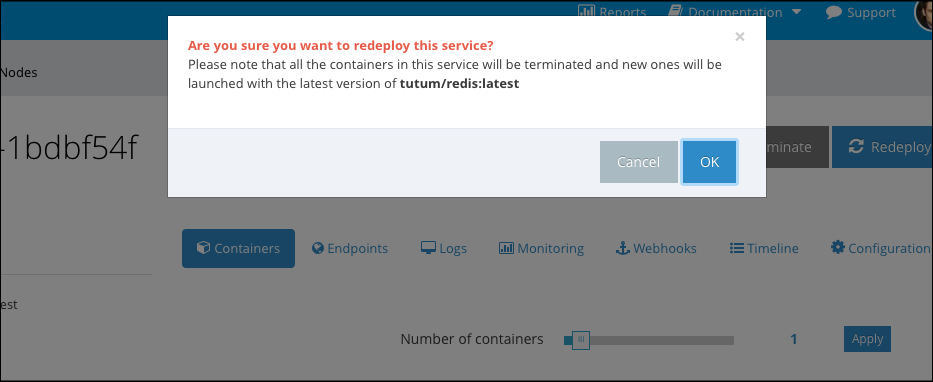 Reports Documentation Support
Are you sure you want to redeploy this service? ×
Please note that all the containers in this service will be terminated and new ones will be
launched with the latest version of tutum/redis:latest
Nodes
-1bdbf54f
Cancel OK
minate Redeploy
Containers Endpoints Logs Monitoring Webhooks Timeline Configuration
est
Number of containers 1 Apply